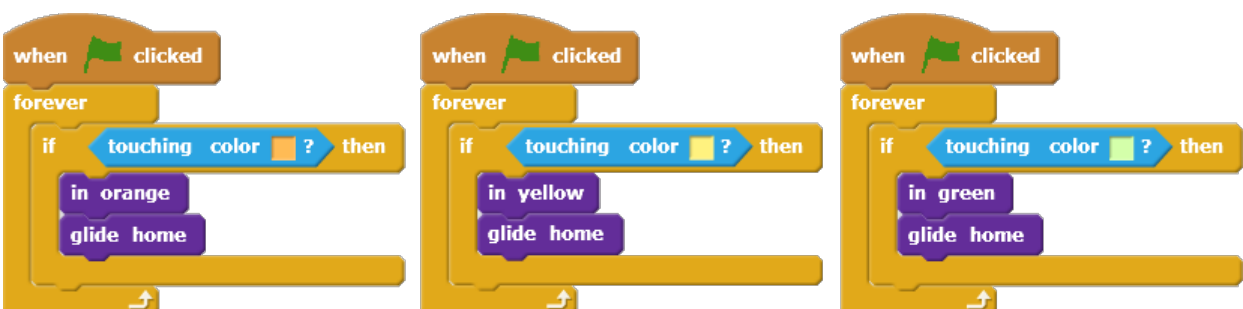 when clicked
forever
if touching color ? then
in orange
glide home
when clicked
forever
if touching color ? then
in yellow
glide home
when clicked
forever
if touching color ? then
in green
glide home